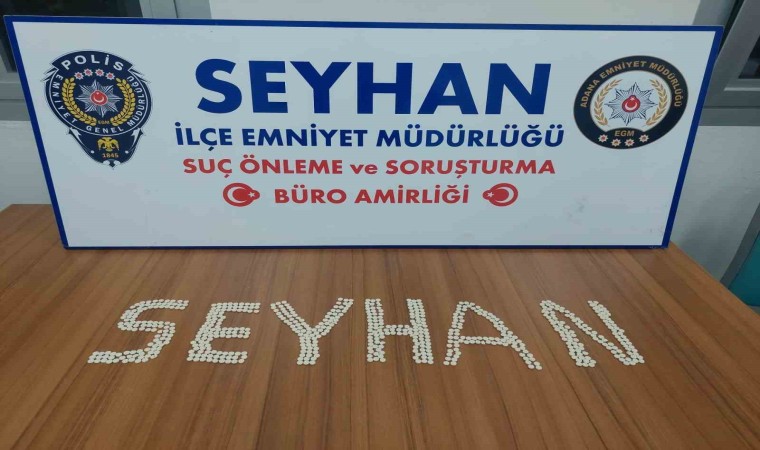 POLİS
EMNİYET GENEL MÜDÜRLÜĞÜ
EGM
1845
SEYHAN
İLÇE EMNİYET MÜDÜRLÜĞÜ
SUÇ ÖNLEME ve SORUŞTURMA
BÜRO AMİRLİĞİ
ADANA EMNİYET MÜDÜRLÜĞÜ
EGM
SEYHAN